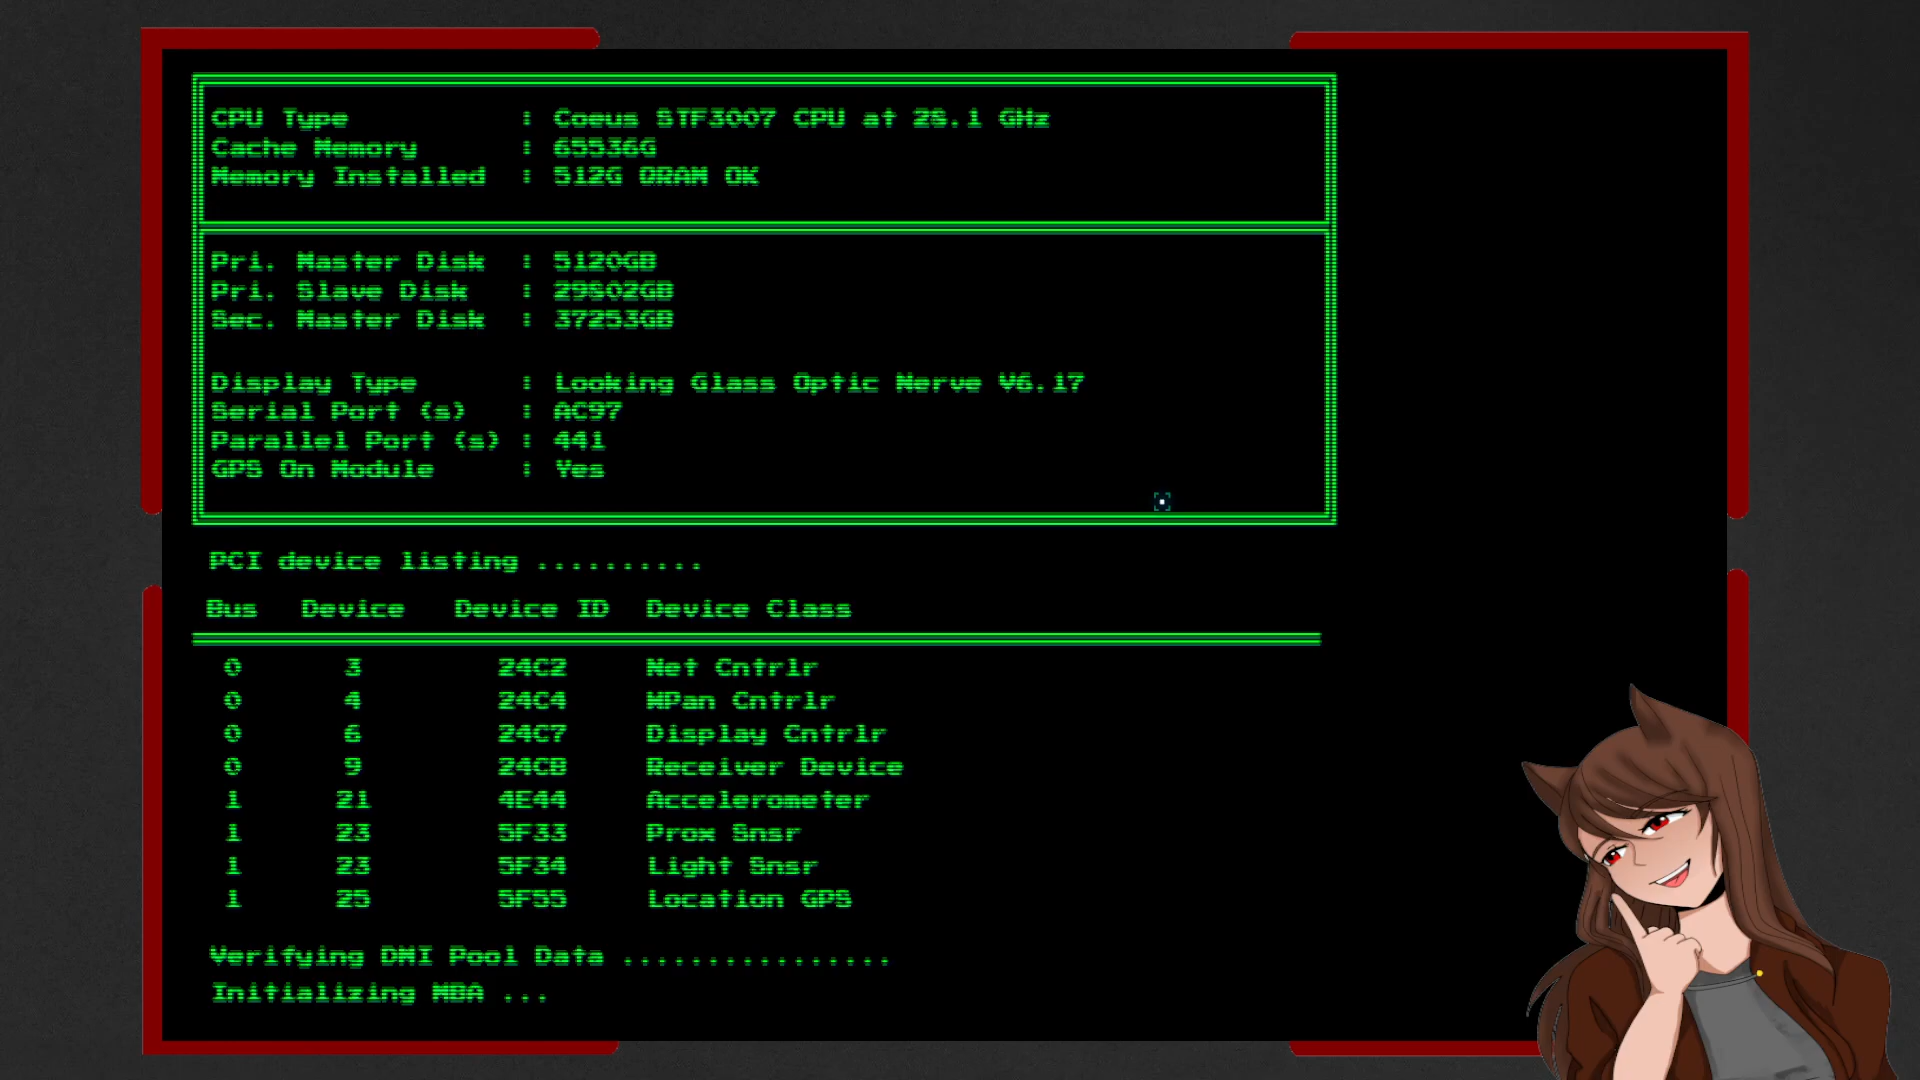 CPU Type : Coeus STF3007 CPU at 28.1 GHz
Cache Memory : 65536G
Memory Installed : 512G QRAM OK
Pri. Master Disk : 5120GB
Pri. Slave Disk : 29802GB
Sec. Master Disk : 37253GB
Display Type : Looking Glass Optic Nerve V6.17
Serial Port (s) : AC97
Parallel Port (s) : 441
GPS On Module : Yes
PCI device listing ..........
Bus Device Device ID Device Class
0 3 24C2 Net Cntrlr
0 4 24C4 WPan Cntrlr
0 6 24C7 Display Cntrlr
0 9 24CB Receiver Device
1 21 4E44 Accelerometer
1 23 5F33 Prox Snsr
1 23 5F34 Light Snsr
1 25 5F55 Location GPS
Verifying DMI Pool Data ................
Initializing MBA ...